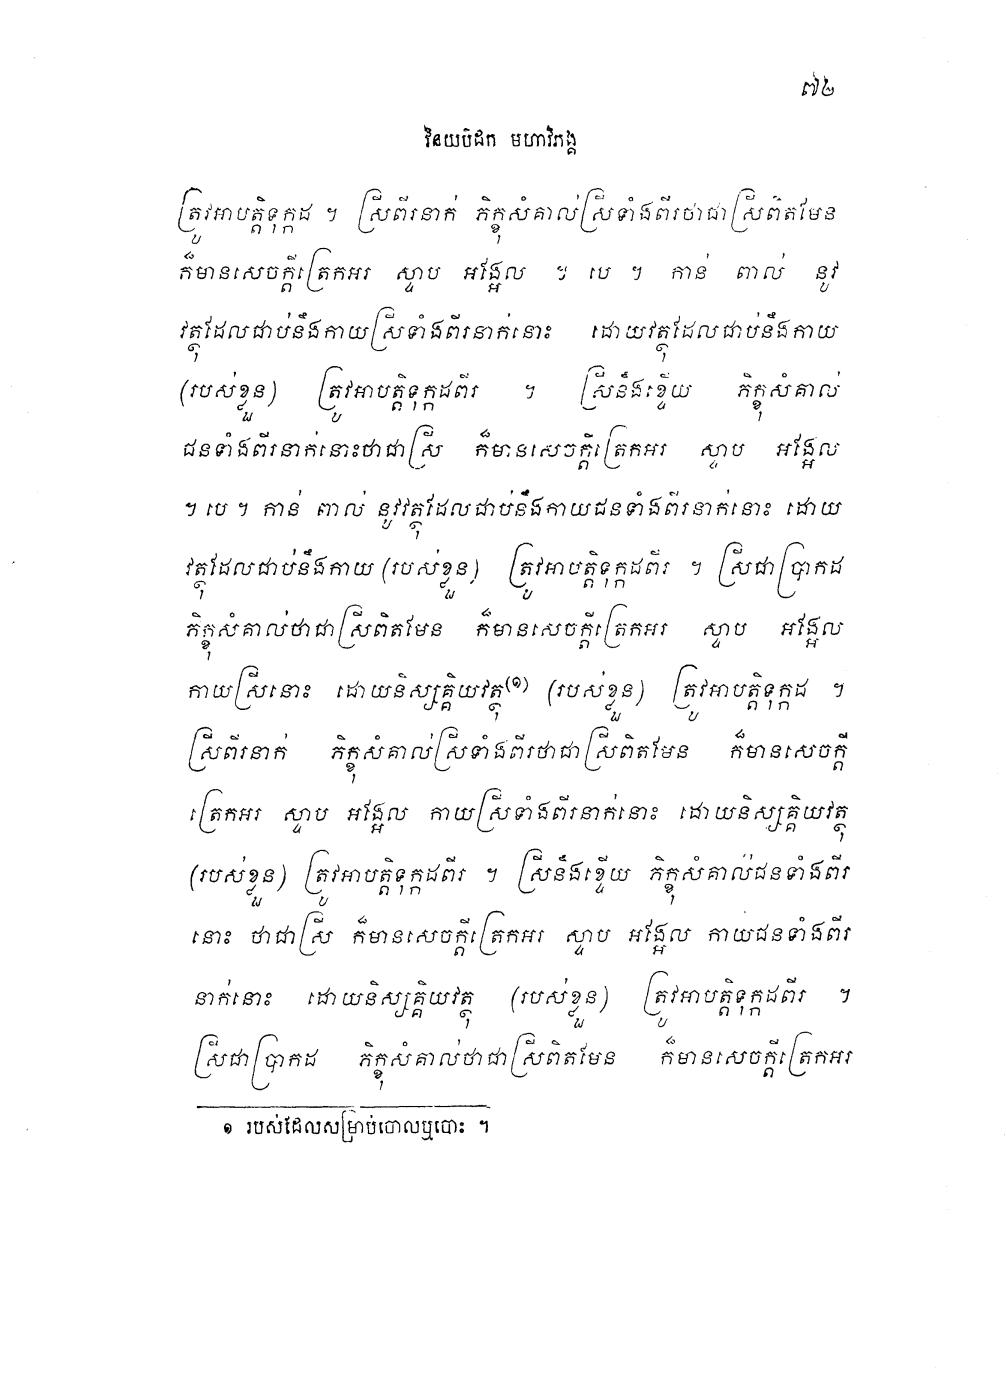 ៧២
វិនយបិដក មហាវិភង្គ
ត្រូវអាបត្តិទុក្កដ ។ ស្រីពីរនាក់ ភិក្ខុសំគាល់ស្រីទាំងពីរថាជាស្រីពិតមែន
ក៏មានសេចក្តីត្រេកអរ ស្ទាប អង្អែល ។ បេ ។ កាន់ ពាល់ នូវ
វត្ថុដែលជាប់នឹងកាយស្រីទាំងពីរនាក់នោះ ដោយវត្ថុដែលជាប់នឹងកាយ
(របស់ខ្លួន) ត្រូវអាបត្តិទុក្កដពីរ ។ ស្រីនឹងខ្ទើយ ភិក្ខុសំគាល់
ជនទាំងពីរនាក់នោះថាជាស្រី ក៏មានសេចក្តីត្រេកអរ ស្ទាប អង្អែល
។ បេ ។ កាន់ ពាល់ នូវវត្ថុដែលជាប់នឹងកាយជនទាំងពីរនាក់នោះ ដោយ
វត្ថុដែលជាប់នឹងកាយ (របស់ខ្លួន) ត្រូវអាបត្តិទុក្កដពីរ ។ ស្រីជាប្រាកដ
ភិក្ខុសំគាល់ថាជាស្រីពិតមែន ក៏មានសេចក្តីត្រេកអរ ស្ទាប អង្អែល
កាយស្រីនោះ ដោយនិស្សគ្គិយវត្ថុ(១) (របស់ខ្លួន) ត្រូវអាបត្តិទុក្កដ ។
ស្រីពីរនាក់ ភិក្ខុសំគាល់ស្រីទាំងពីរថាជាស្រីពិតមែន ក៏មានសេចក្តី
ត្រេកអរ ស្ទាប អង្អែល កាយស្រីទាំងពីរនាក់នោះ ដោយនិស្សគ្គិយវត្ថុ
(របស់ខ្លួន) ត្រូវអាបត្តិទុក្កដពីរ ។ ស្រីនឹងខ្ទើយ ភិក្ខុសំគាល់ជនទាំងពីរ
នោះ ថាជាស្រី ក៏មានសេចក្តីត្រេកអរ ស្ទាប អង្អែល កាយជនទាំងពីរ
នាក់នោះ ដោយនិស្សគ្គិយវត្ថុ (របស់ខ្លួន) ត្រូវអាបត្តិទុក្កដពីរ ។
ស្រីជាប្រាកដ ភិក្ខុសំគាល់ថាជាស្រីពិតមែន ក៏មានសេចក្តីត្រេកអរ
១ របស់ដែលសម្រាប់ចោលឬបោះ ។